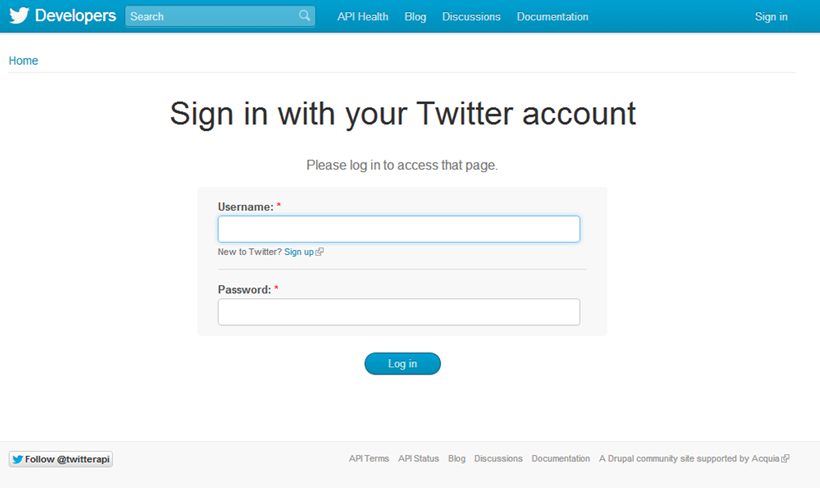 Developers Search API Health Blog Discussions Documentation Sign in
Home
Sign in with your Twitter account
Please log in to access that page.
Username: *
New to Twitter? Sign up
Password: *
Log in
Follow @twitterapi API Terms API Status Blog Discussions Documentation A Drupal community site supported by Acquia